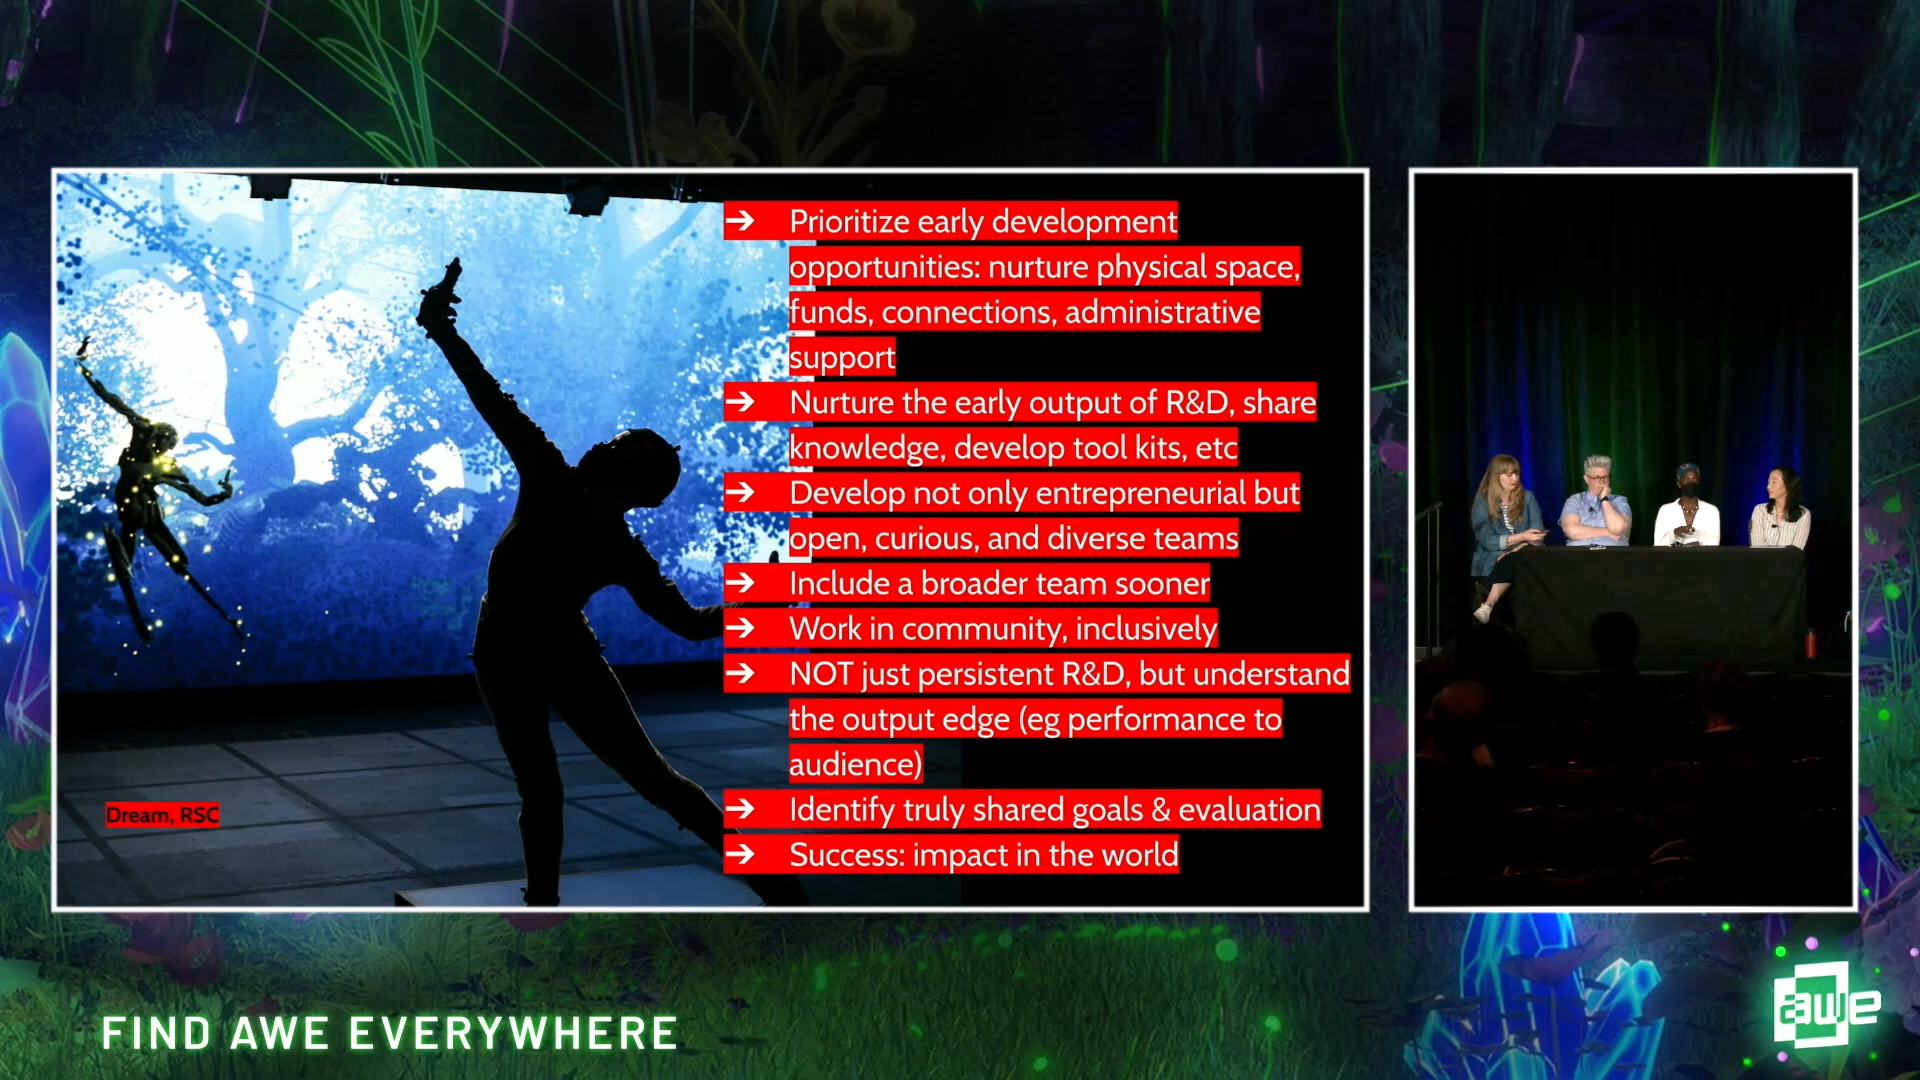 ➔ Prioritize early development
opportunities: nurture physical space,
funds, connections, administrative
support
➔ Nurture the early output of R&D, share
knowledge, develop tool kits, etc
➔ Develop not only entrepreneurial but
open, curious, and diverse teams
➔ Include a broader team sooner
➔ Work in community, inclusively
➔ NOT just persistent R&D, but understand
the output edge (eg performance to
audience)
➔ Identify truly shared goals & evaluation
➔ Success: impact in the world
Dream, RSC
FIND AWE EVERYWHERE
awe